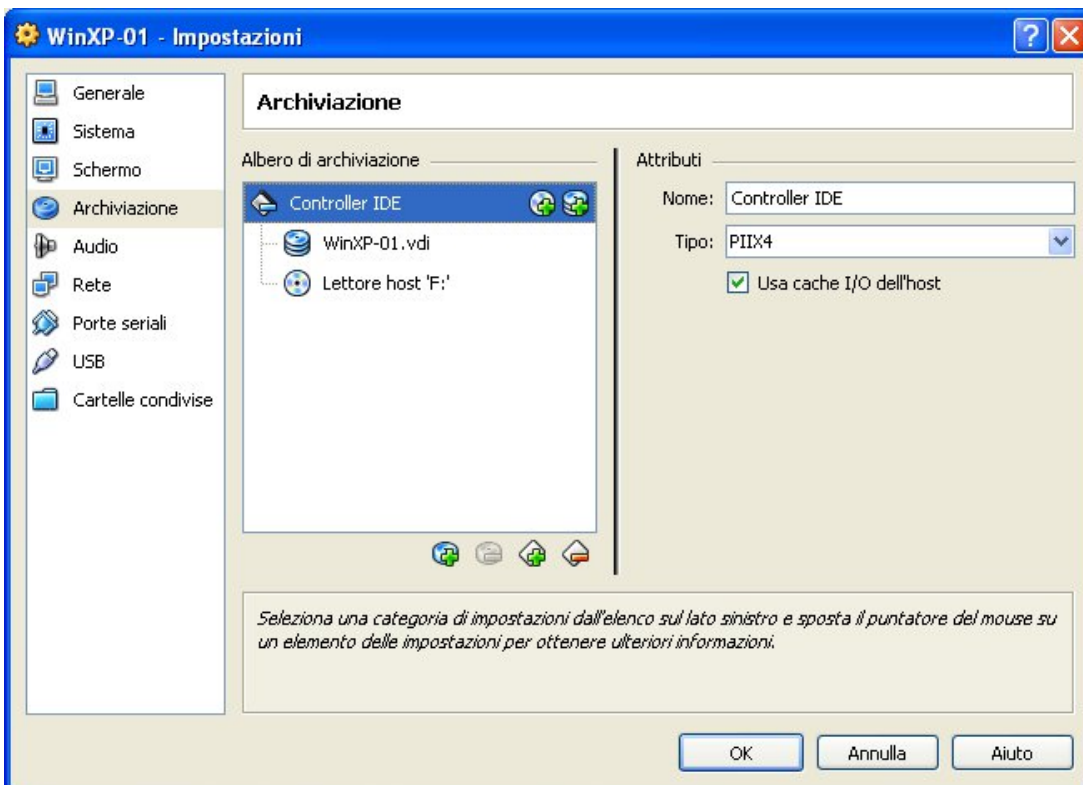 WinXP-01 - Impostazioni
Generale
Sistema
Schermo
Archiviazione
Audio
Rete
Porte seriali
USB
Cartelle condivise
Archiviazione
Albero di archiviazione
Controller IDE
WinXP-01.vdi
Lettore host 'F:'
Attributi
Nome: Controller IDE
Tipo: PIIX4
Usa cache I/O dell'host
Seleziona una categoria di impostazioni dall'elenco sul lato sinistro e sposta il puntatore del mouse su
un elemento delle impostazioni per ottenere ulteriori informazioni.
OK Annulla Aiuto